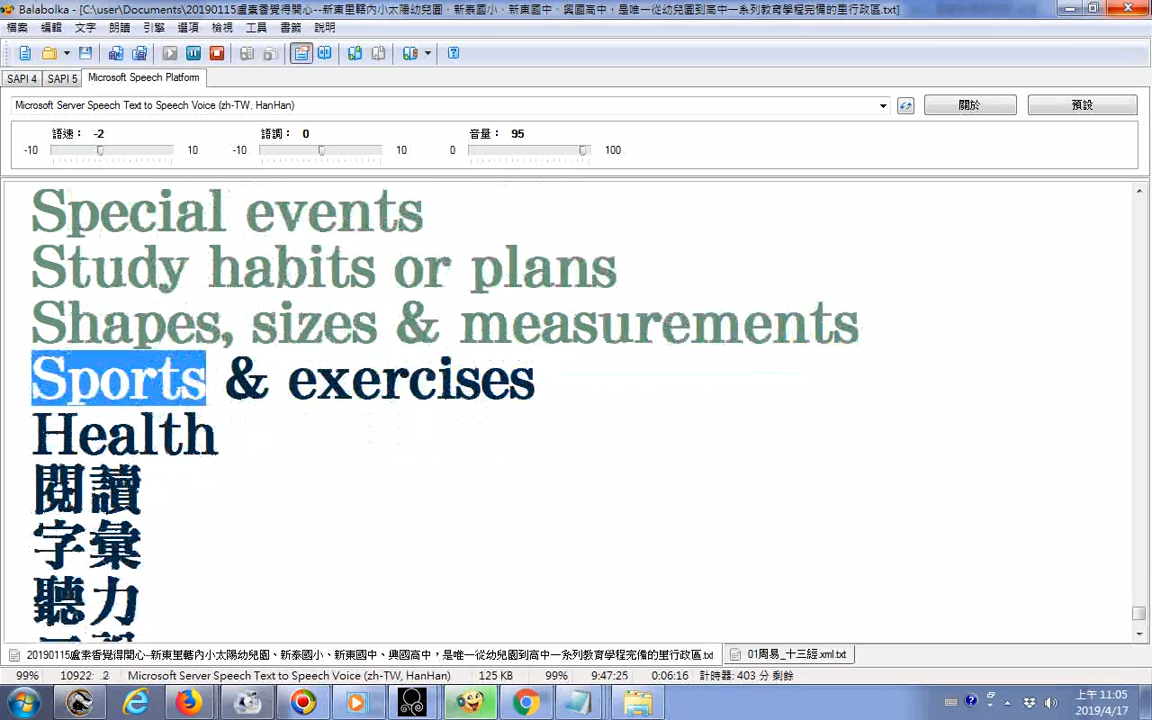 Balabolka - [C:\user\Documents\20190115盧素香覺得開心--新東里轄內小太陽幼兒園、新泰國小、新東國中、興國高中，是唯一從幼兒園到高中一系列教育學程完備的里行政區.txt]
檔案 編輯 文字 朗讀 引擎 選項 檢視 工具 書籤 說明
SAPI 4 SAPI 5 Microsoft Speech Platform
Microsoft Server Speech Text to Speech Voice (zh-TW, HanHan) 關於 預設
語速： -2 語調： 0 音量： 95
-10 10 -10 10 0 100
Special events
Study habits or plans
Shapes, sizes & measurements
Sports & exercises
Health
閱讀
字彙
聽力
20190115盧素香覺得開心--新東里轄內小太陽幼兒園、新泰國小、新東國中、興國高中，是唯一從幼兒園到高中一系列教育學程完備的里行政區.txt 01周易_十三經.xml.txt
99% 10922: .2 Microsoft Server Speech Text to Speech Voice (zh-TW, HanHan) 125 KB 99% 9:47:25 0:06:16 計時器: 403 分 剩餘
上午 11:05
2019/4/17